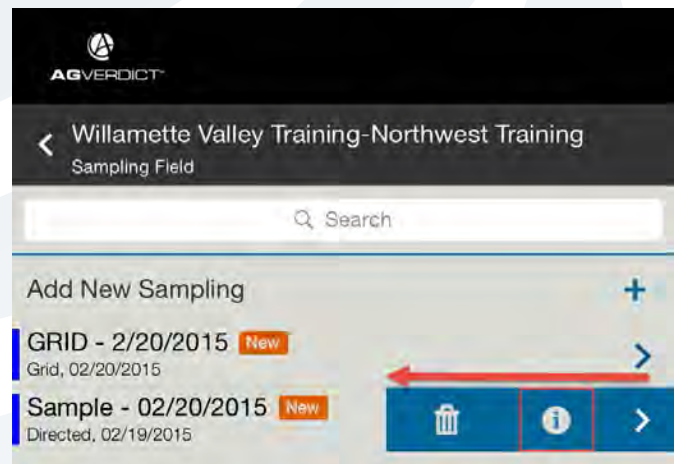 AGVERDICT™
Willamette Valley Training-Northwest Training
Sampling Field
Search
Add New Sampling +
GRID - 2/20/2015 New
Grid, 02/20/2015
Sample - 02/20/2015 New
Directed, 02/19/2015